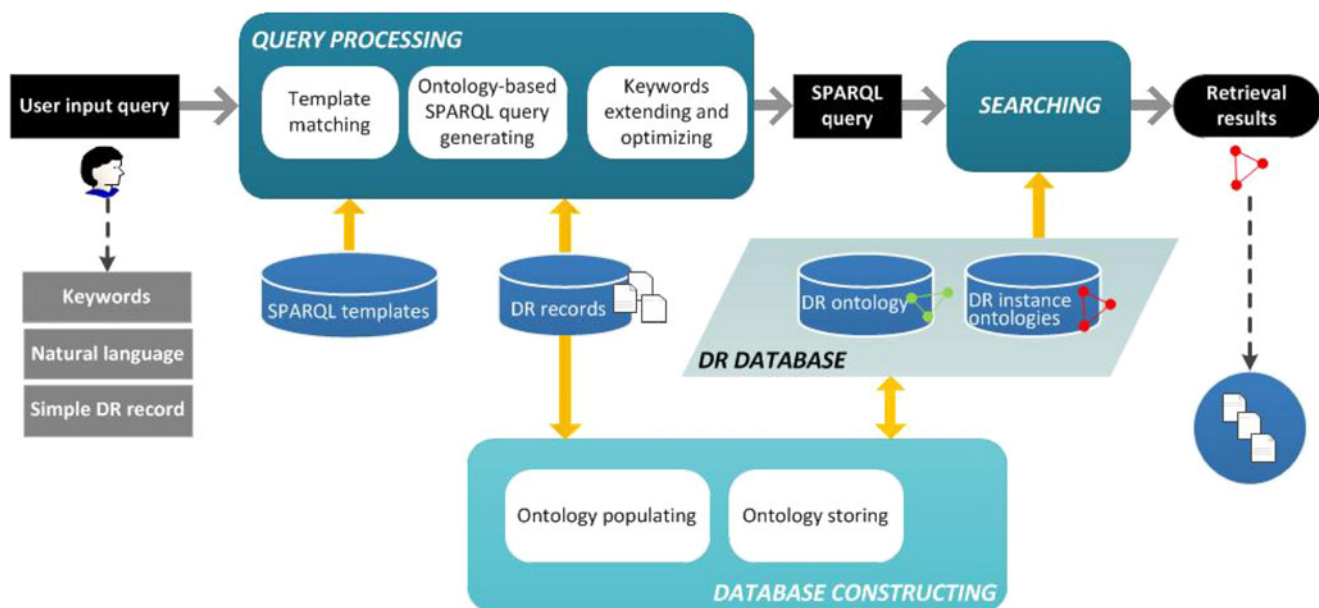 QUERY PROCESSING
User input query
Template
matching
Ontology-based
SPARQL query
generating
Keywords
extending and
optimizing
SPARQL
query
SEARCHING
Retrieval
results
Keywords
Natural language
Simple DR record
SPARQL templates
DR records
DR ontology
DR instance
ontologies
DR DATABASE
Ontology populating
Ontology storing
DATABASE CONSTRUCTING